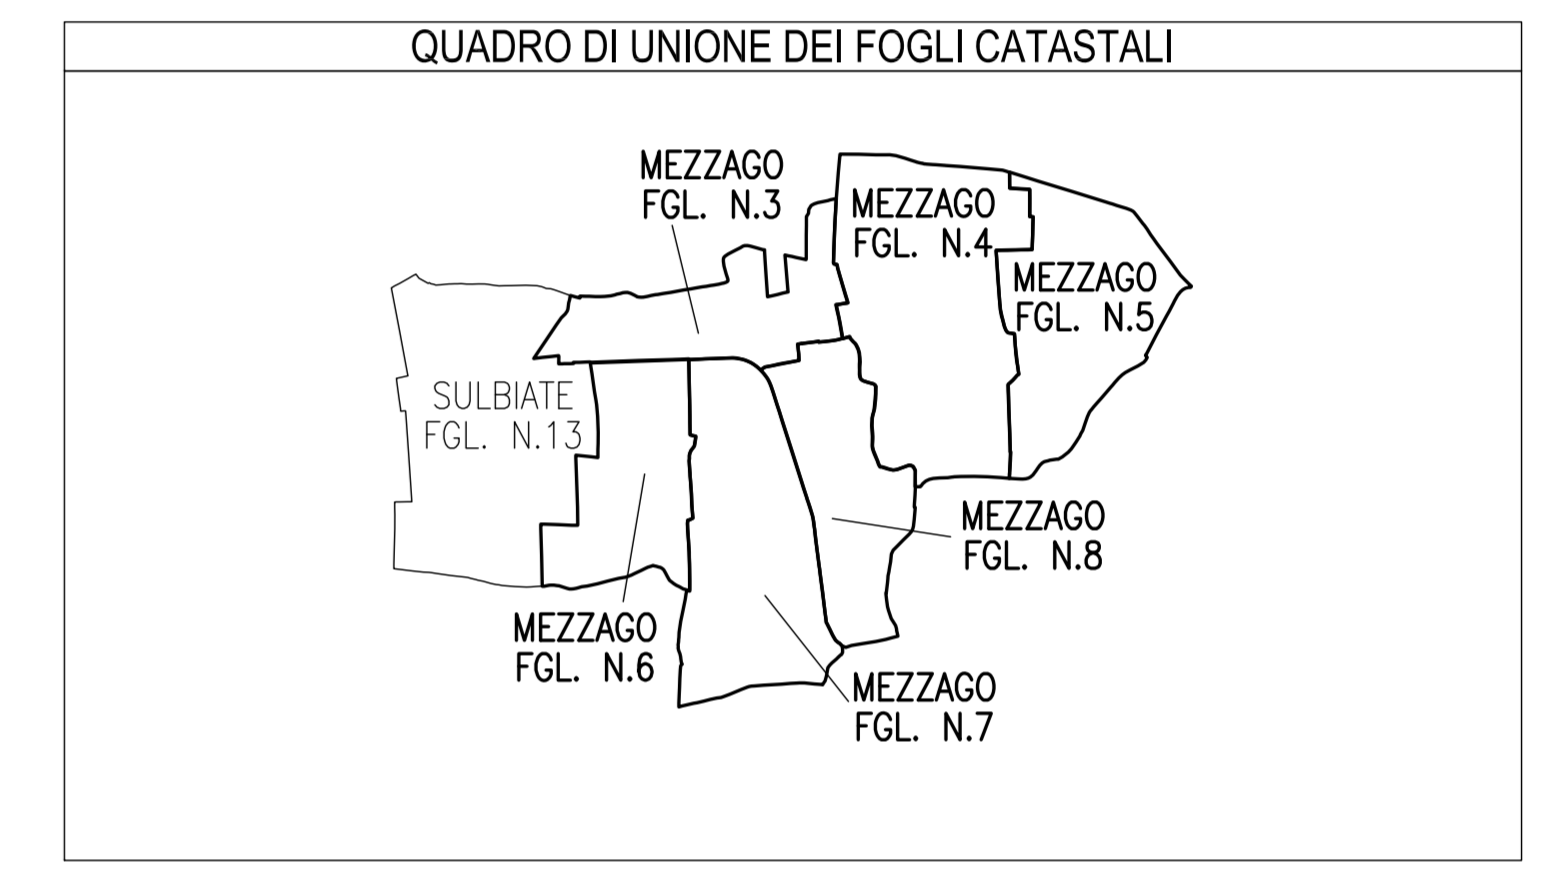 QUADRO DI UNIONE DEI FOGLI CATASTALI
MEZZAGO
FGL. N.3
MEZZAGO
FGL. N.4
MEZZAGO
FGL. N.5
SULBIATE
FGL. N.13
MEZZAGO
FGL. N.8
MEZZAGO
FGL. N.6
MEZZAGO
FGL. N.7